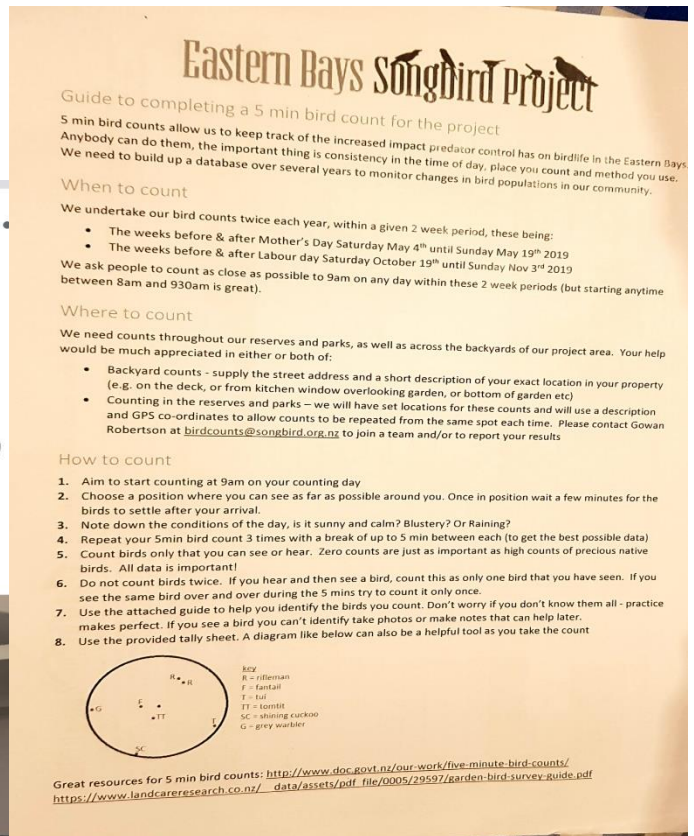 Eastern Bays Songbird Project
Guide to completing a 5 min bird count for the project
5 min bird counts allow us to keep track of the increased impact predator control has on birdlife in the Eastern Bays.
Anybody can do them, the important thing is consistency in the time of day, place you count and method you use.
We need to build up a database over several years to monitor changes in bird populations in our community.
When to count
We undertake our bird counts twice each year, within a given 2 week period, these being:
• The weeks before & after Mother's Day Saturday May 4th until Sunday May 19th 2019
• The weeks before & after Labour day Saturday October 19th until Sunday Nov 3rd 2019
We ask people to count as close as possible to 9am on any day within these 2 week periods (but starting anytime
between 8am and 930am is great).
Where to count
We need counts throughout our reserves and parks, as well as across the backyards of our project area. Your help
would be much appreciated in either or both of:
• Backyard counts - supply the street address and a short description of your exact location in your property
(e.g. on the deck, or from kitchen window overlooking garden, or bottom of garden etc)
• Counting in the reserves and parks – we will have set locations for these counts and will use a description
and GPS co-ordinates to allow counts to be repeated from the same spot each time. Please contact Gowan
Robertson at birdcounts@songbird.org.nz to join a team and/or to report your results
How to count
1. Aim to start counting at 9am on your counting day
2. Choose a position where you can see as far as possible around you. Once in position wait a few minutes for the
birds to settle after your arrival.
3. Note down the conditions of the day, is it sunny and calm? Blustery? Or Raining?
4. Repeat your 5min bird count 3 times with a break of up to 5 min between each (to get the best possible data)
5. Count birds only that you can see or hear. Zero counts are just as important as high counts of precious native
birds. All data is important!
6. Do not count birds twice. If you hear and then see a bird, count this as only one bird that you have seen. If you
see the same bird over and over during the 5 mins try to count it only once.
7. Use the attached guide to help you identify the birds you count. Don't worry if you don't know them all - practice
makes perfect. If you see a bird you can't identify take photos or make notes that can help later.
8. Use the provided tally sheet. A diagram like below can also be a helpful tool as you take the count
R R
G
F
TT
T
SC
key
R = rifleman
F = fantail
T = tui
TT = tomtit
SC = shining cuckoo
G = grey warbler
Great resources for 5 min bird counts: http://www.doc.govt.nz/our-work/five-minute-bird-counts/
https://www.landcareresearch.co.nz/__data/assets/pdf_file/0005/29597/garden-bird-survey-guide.pdf